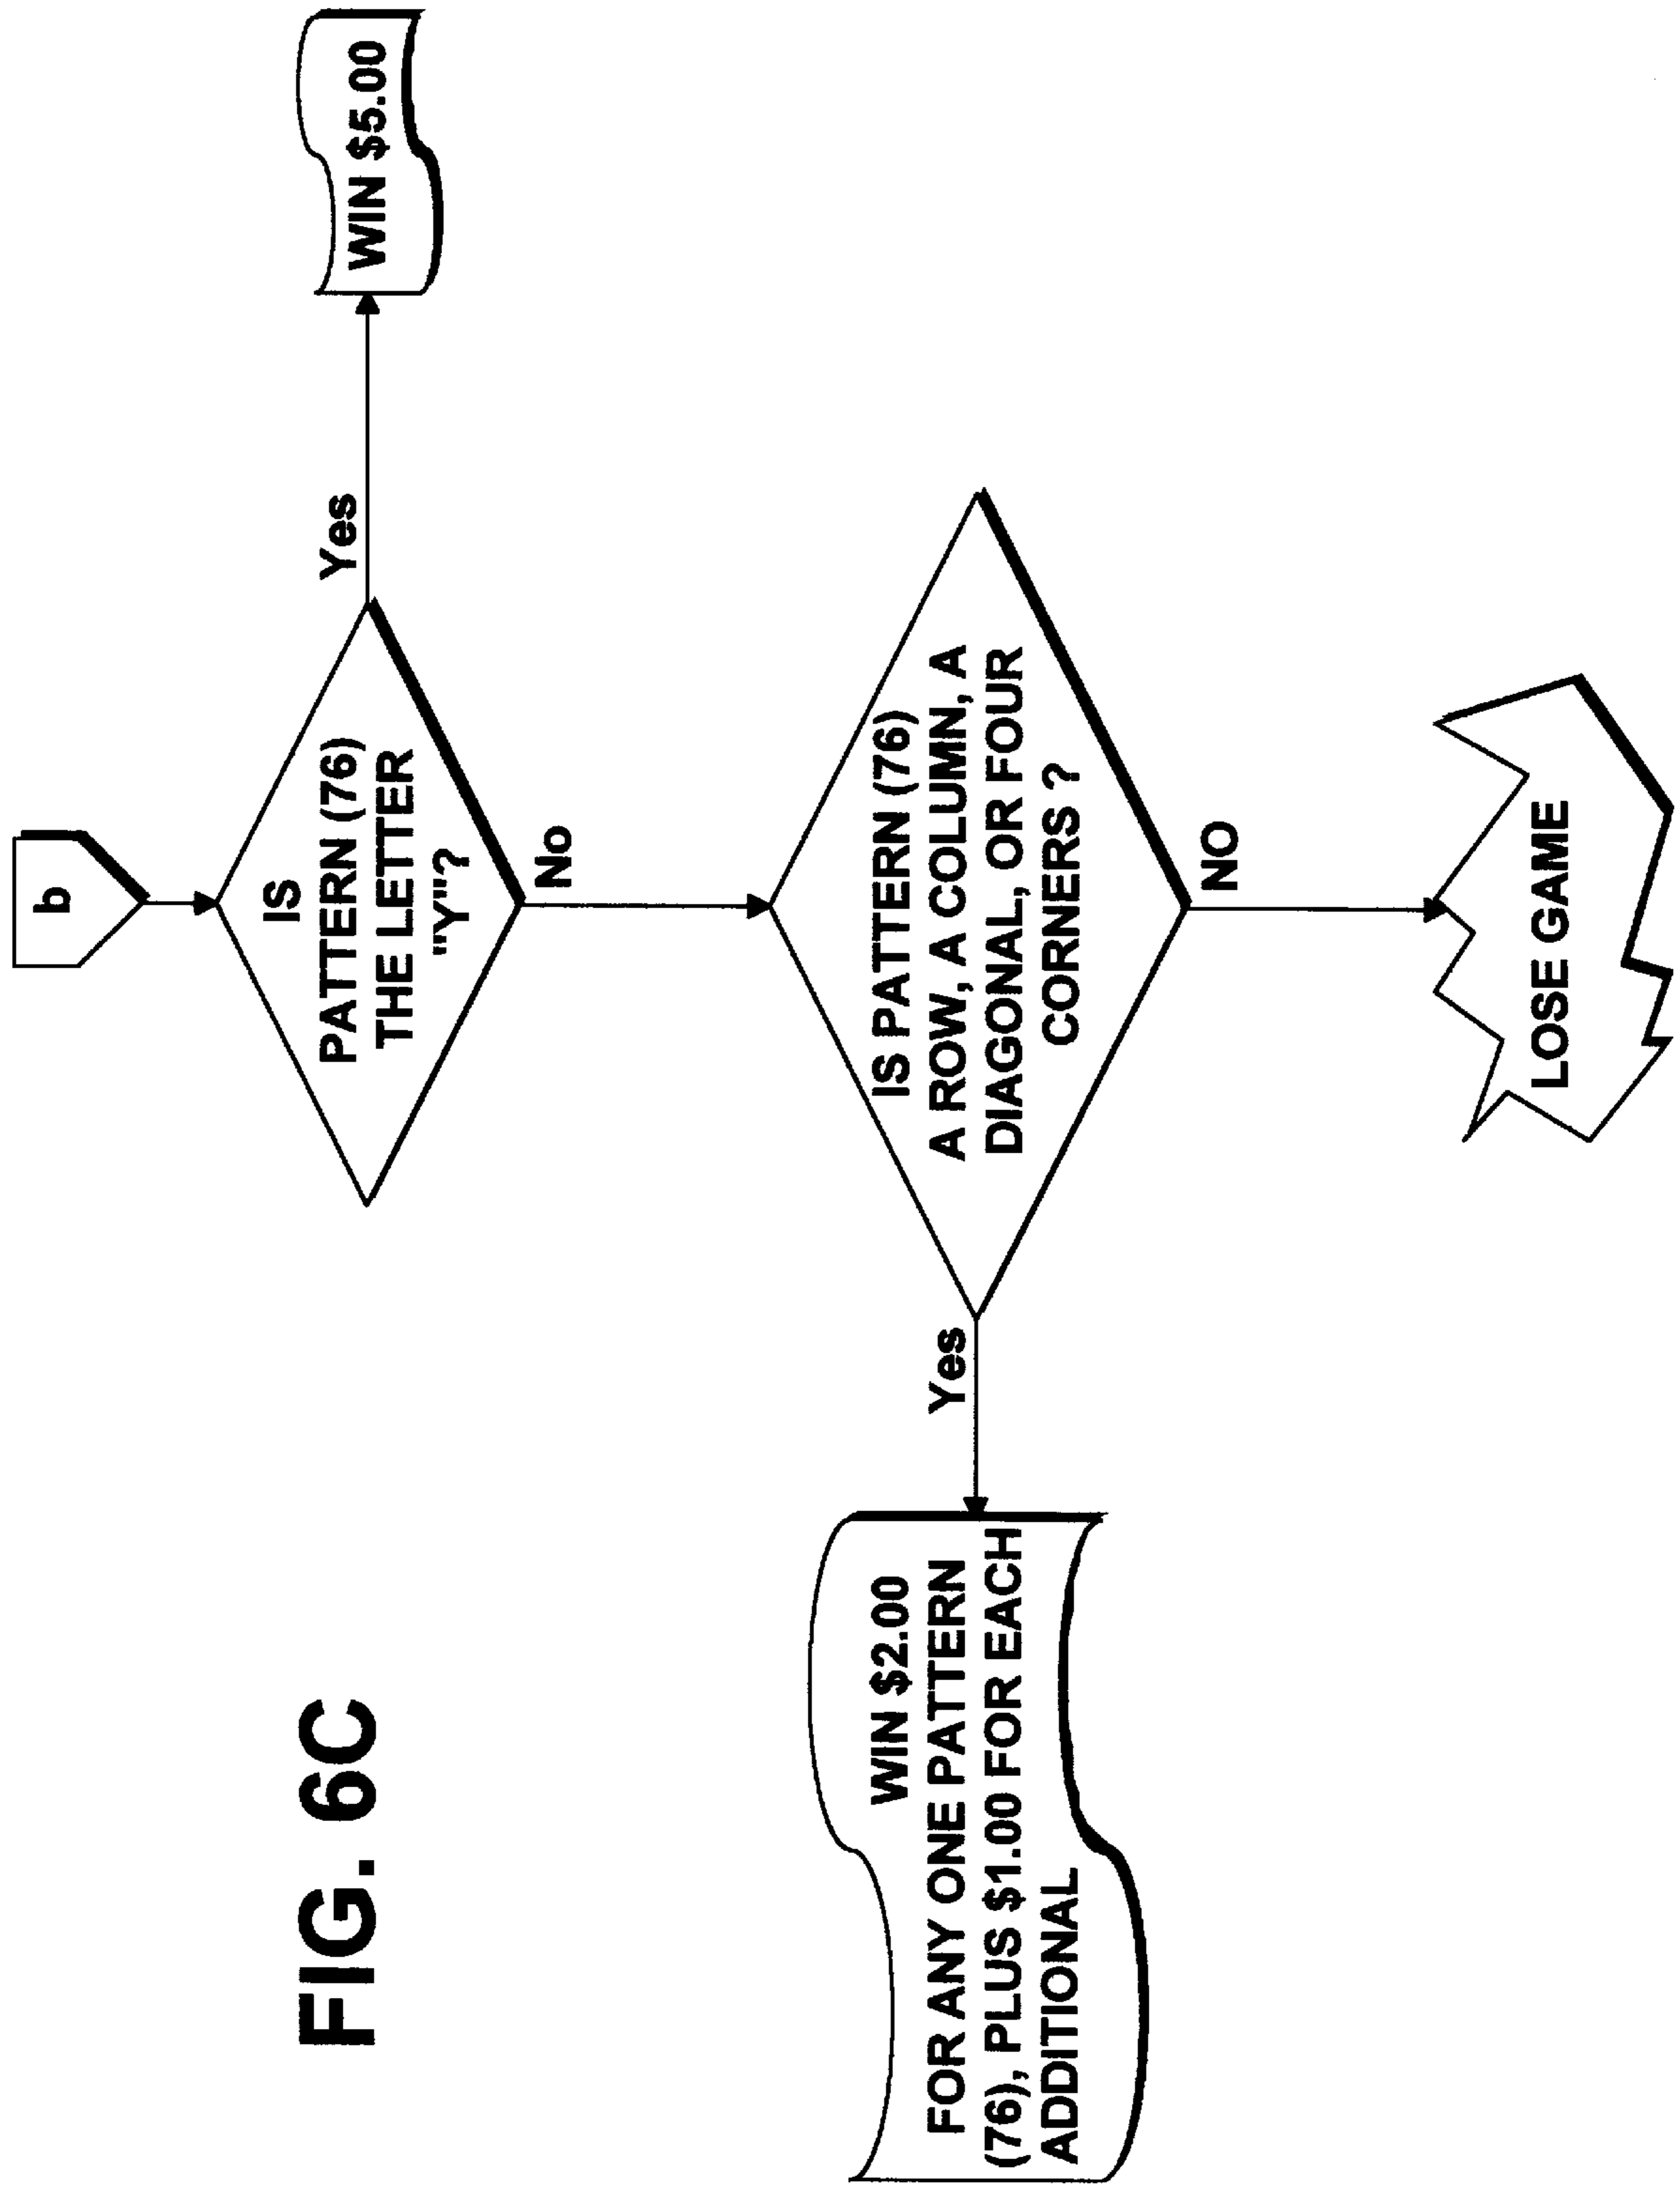 FIG. 6C
b
IS
PATTERN (76)
THE LETTER
"Y"?
Yes
WIN $5.00
No
IS PATTERN (76)
A ROW, A COLUMN, A
DIAGONAL, OR FOUR
CORNERS ?
Yes
WIN $2.00
FOR ANY ONE PATTERN
(76), PLUS $1.00 FOR EACH
ADDITIONAL
NO
LOSE GAME